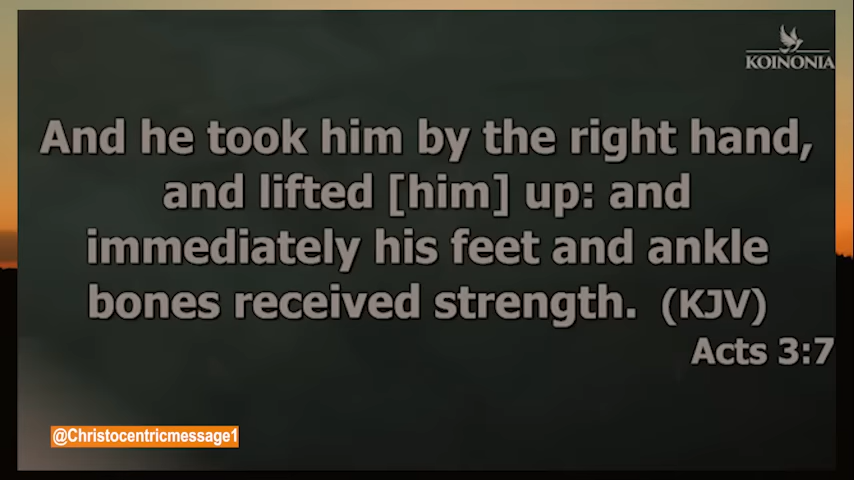 KOINONIA
And he took him by the right hand,
and lifted [him] up: and
immediately his feet and ankle
bones received strength. (KJV)
Acts 3:7
@Christocentricmessage1